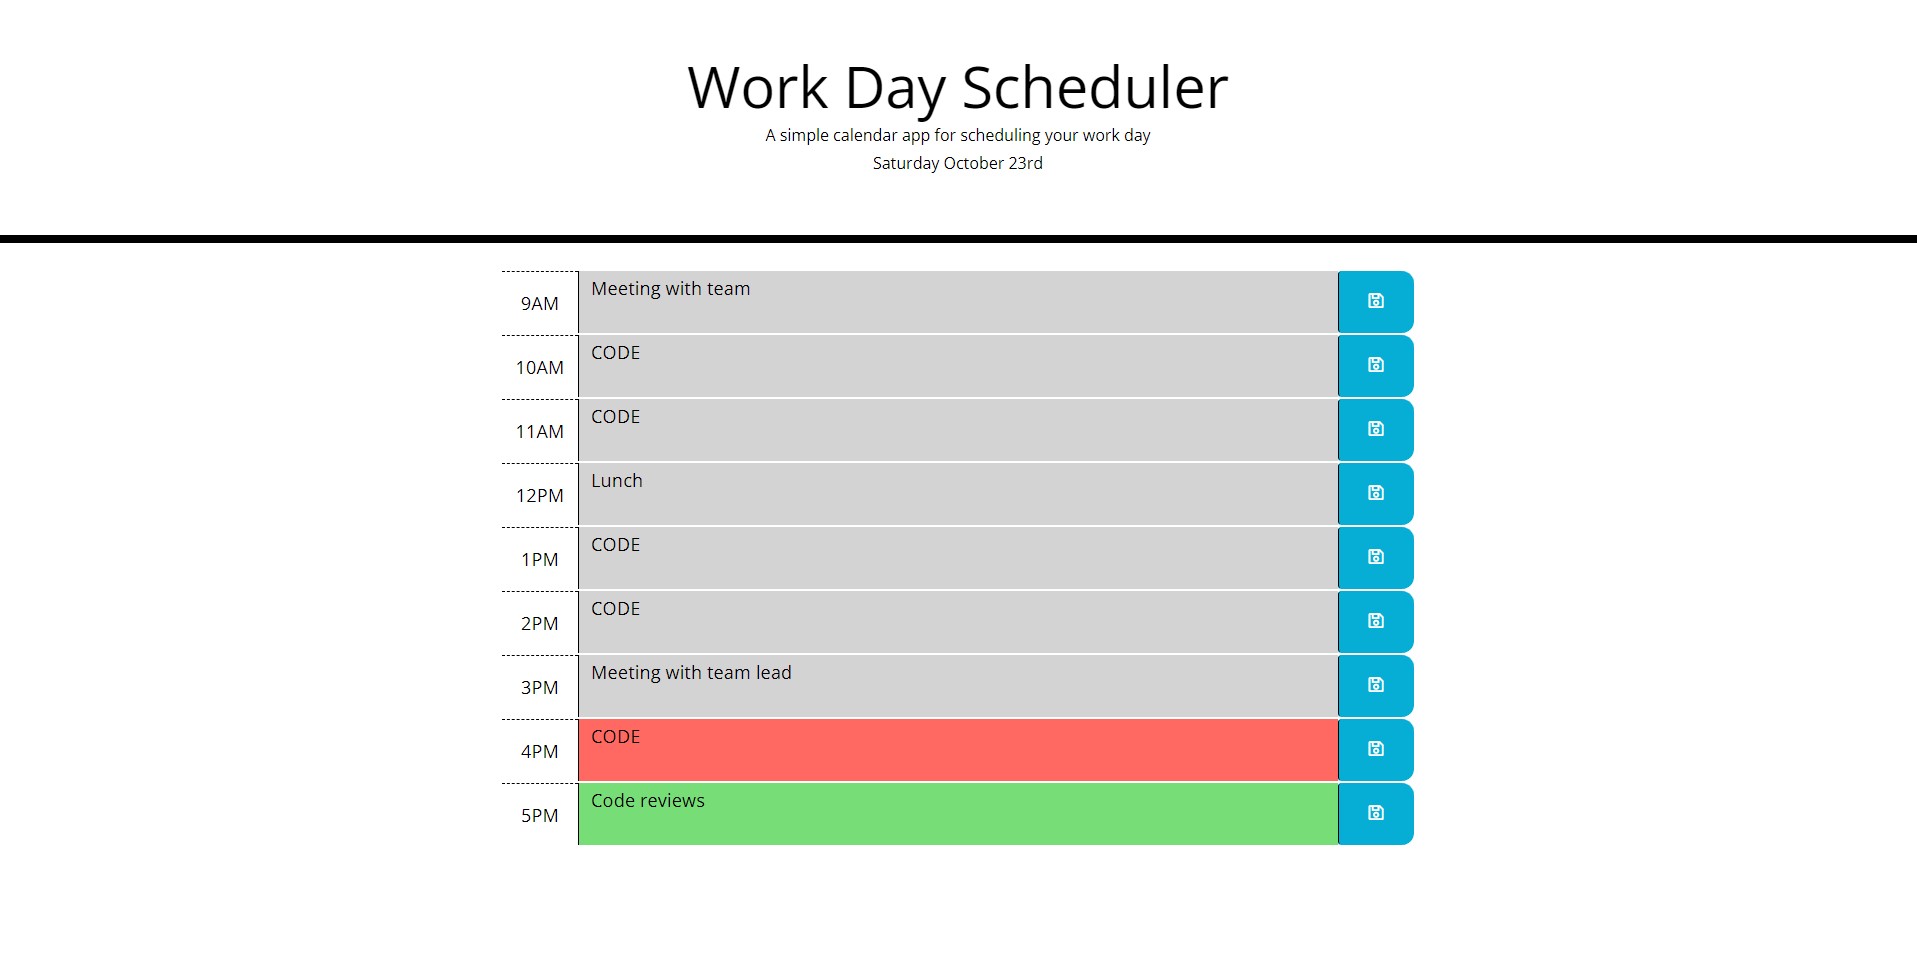 Work Day Scheduler
A simple calendar app for scheduling your work day
Saturday October 23rd
9AM Meeting with team
10AM CODE
11AM CODE
12PM Lunch
1PM CODE
2PM CODE
3PM Meeting with team lead
4PM CODE
5PM Code reviews